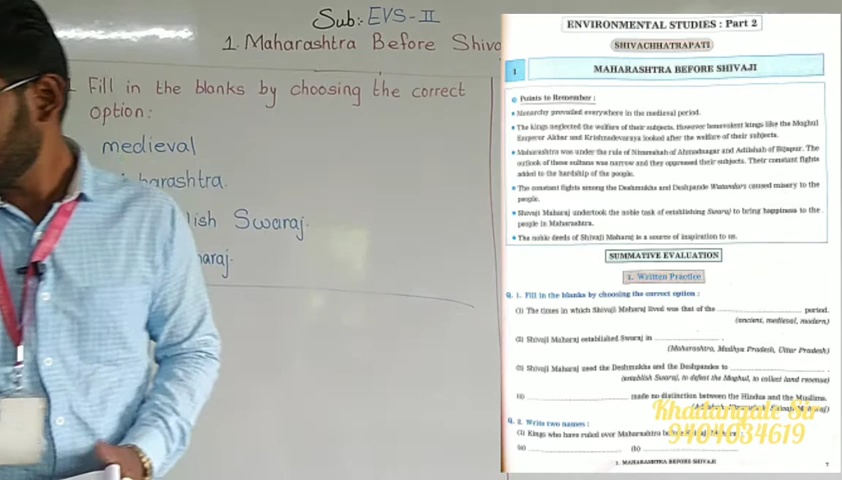 Sub:- EVS-II
1. Maharashtra Before Shiva
Fill in the blanks by choosing the correct
option:
medieval
harashtra.
lish Swaraj.
haraj.
ENVIRONMENTAL STUDIES : Part 2
SHIVACHHATRAPATI
1 MAHARASHTRA BEFORE SHIVAJI
Points to Remember :
• Monarchy prevailed everywhere in the medieval period.
• The kings neglected the welfare of their subjects. However benevolent kings like the Moghul
Emperor Akbar and Krishnadevaraya looked after the welfare of their subjects.
• Maharashtra was under the rule of Nizamshah of Ahmadnagar and Adilshah of Bijapur. The
outlook of these sultans was narrow and they oppressed their subjects. Their constant fights
added to the hardship of the people.
• The constant fights among the Deshmukhs and Deshpande Watandars caused misery to the
people.
• Shivaji Maharaj undertook the noble task of establishing Swaraj to bring happiness to the
people in Maharashtra.
• The noble deeds of Shivaji Maharaj is a source of inspiration to us.
SUMMATIVE EVALUATION
1. Written Practice
Q. 1. Fill in the blanks by choosing the correct option :
(1) The times in which Shivaji Maharaj lived was that of the period.
(ancient, medieval, modern)
(2) Shivaji Maharaj established Swaraj in .
(Maharashtra, Madhya Pradesh, Uttar Pradesh)
(3) Shivaji Maharaj used the Deshmukhs and the Deshpandes to .
(establish Swaraj, to defeat the Moghul, to collect land revenue)
(4) made no distinction between the Hindus and the Muslims.
Khadangale Sir
Q. 2. Write two names :
9404034619
(1) Kings who have ruled over Maharashtra
(a) (b)
1. MAHARASHTRA BEFORE SHIVAJI 7